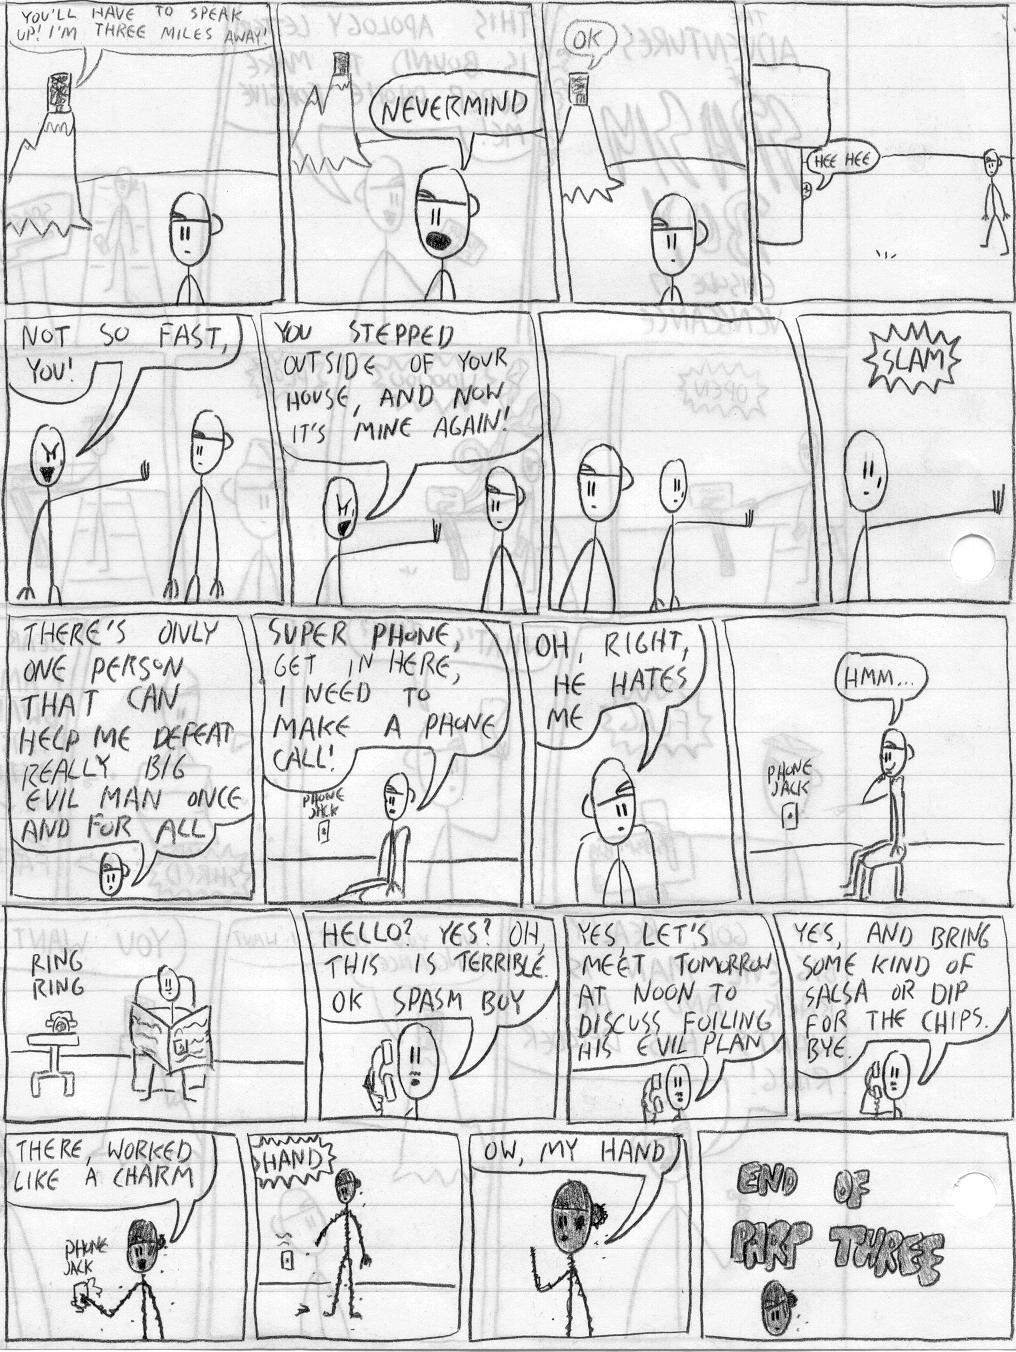 YOU'LL HAVE TO SPEAK
UP! I'M THREE MILES AWAY!
NEVERMIND
OK
HEE HEE
NOT SO FAST,
YOU!
YOU STEPPED
OUTSIDE OF YOUR
HOUSE, AND NOW
IT'S MINE AGAIN!
SLAM
THERE'S ONLY
ONE PERSON
THAT CAN
HELP ME DEFEAT
REALLY BIG
EVIL MAN ONCE
AND FOR ALL
SUPER PHONE,
GET IN HERE,
I NEED TO
MAKE A PHONE
CALL!
PHONE
JACK
OH, RIGHT,
HE HATES
ME
HMM...
PHONE
JACK
RING
RING
HELLO? YES? OH,
THIS IS TERRIBLE.
OK SPASM BOY
YES, LET'S
MEET TOMORROW
AT NOON TO
DISCUSS FOILING
HIS EVIL PLAN
YES, AND BRING
SOME KIND OF
SALSA OR DIP
FOR THE CHIPS.
BYE.
THERE, WORKED
LIKE A CHARM
PHONE
JACK
HAND
OW, MY HAND
END OF
PART THREE